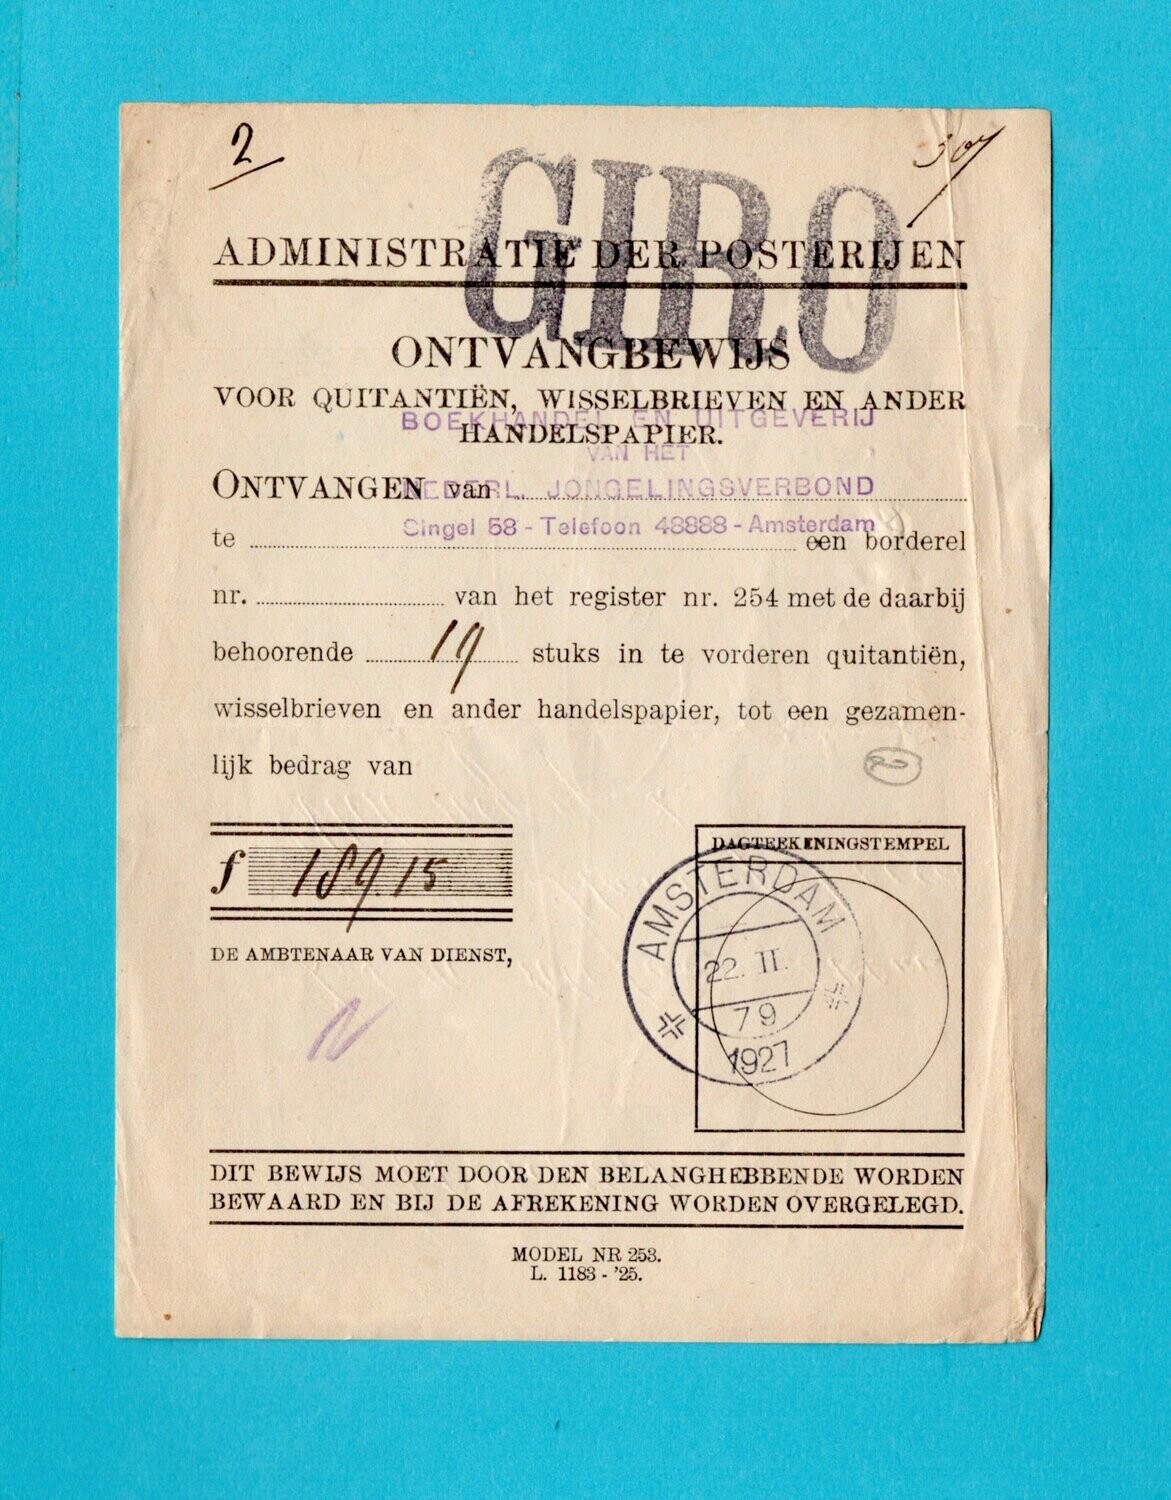 2
GIRO
ADMINISTRATIE DER POSTERIJEN
ONTVANGBEWIJS
VOOR QUITANTIËN, WISSELBRIEVEN EN ANDER
HANDELSPAPIER.
BOEKHANDEL EN UITGEVERIJ
VAN HET
NEDERL. JONGELINGSVERBOND
Singel 58 - Telefoon 48888 - Amsterdam
ONTVANGEN van
te een borderel
nr. van het register nr. 254 met de daarbij
behoorende 19 stuks in te vorderen quitantiën,
wisselbrieven en ander handelspapier, tot een gezamen-
lijk bedrag van
f 189.15
DAGTEEKENINGSTEMPEL
AMSTERDAM
22. II.
79
1927
DE AMBTENAAR VAN DIENST,
DIT BEWIJS MOET DOOR DEN BELANGHEBBENDE WORDEN
BEWAARD EN BIJ DE AFREKENING WORDEN OVERGELEGD.
MODEL NR 253.
L. 1183 - '25.